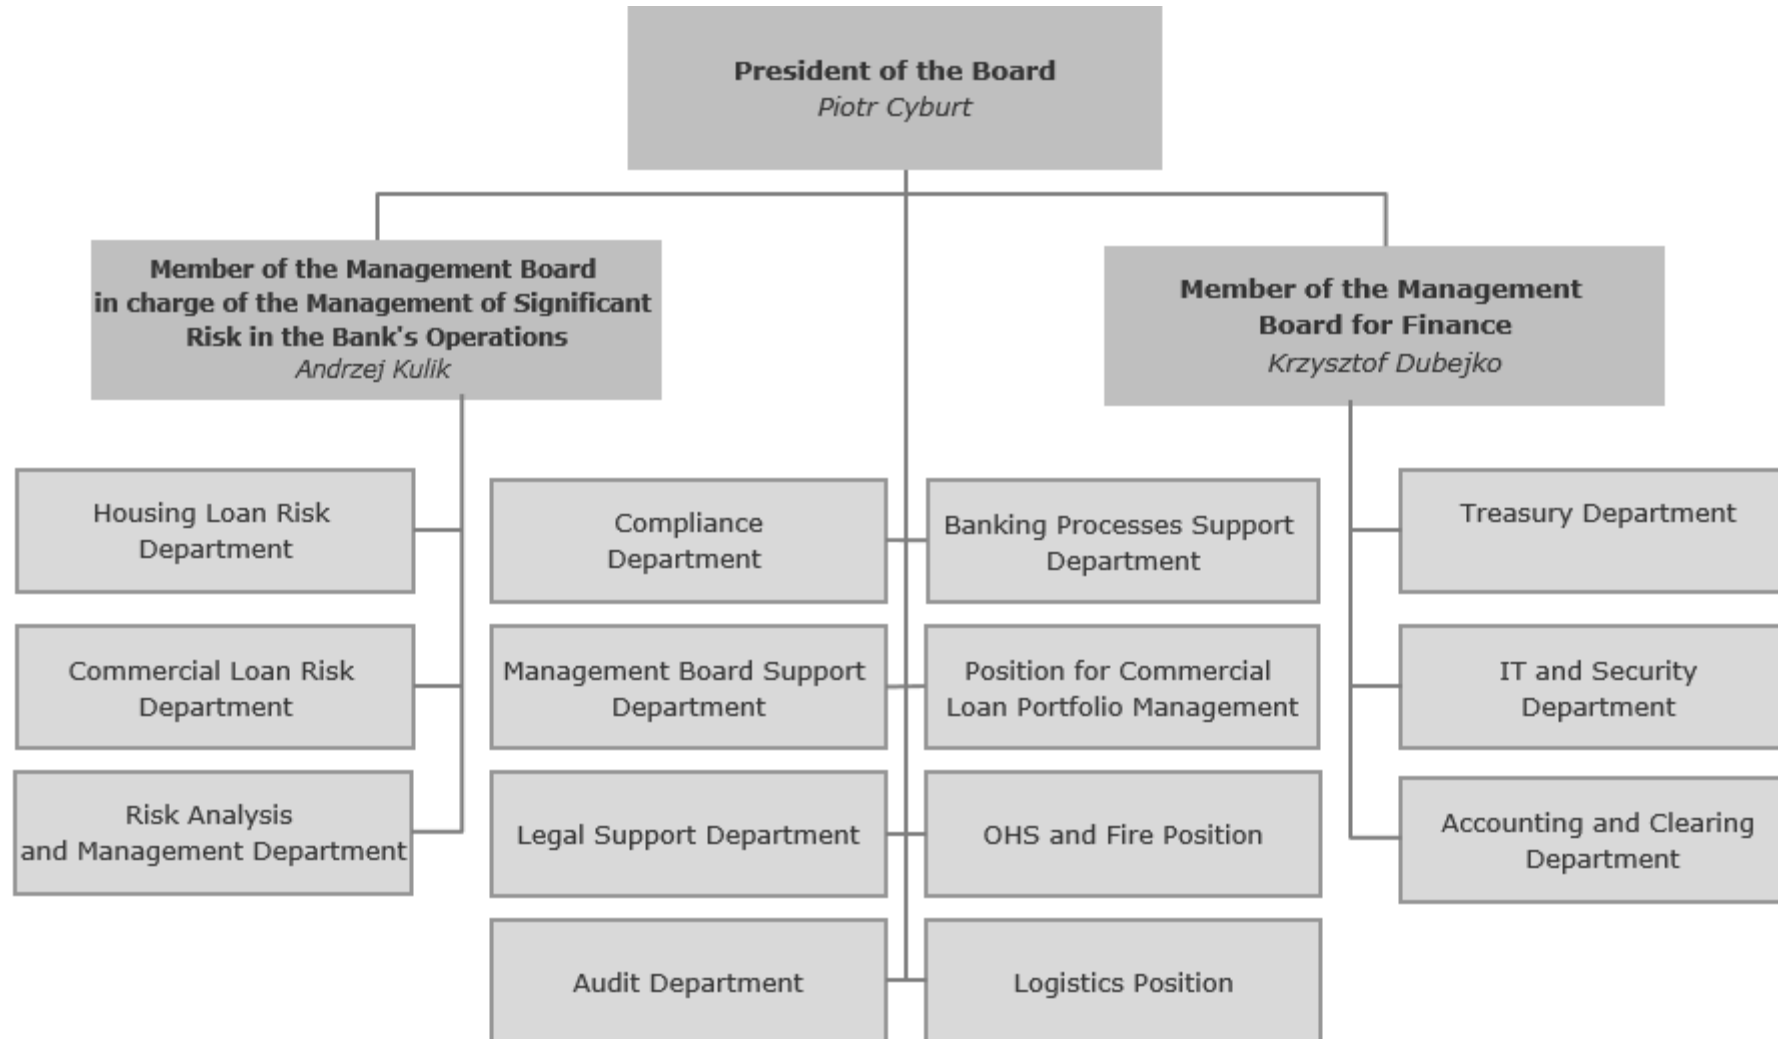 President of the Board
Piotr Cyburt
Member of the Management Board
in charge of the Management of Significant
Risk in the Bank's Operations
Andrzej Kulik
Member of the Management
Board for Finance
Krzysztof Dubejko
Housing Loan Risk
Department
Commercial Loan Risk
Department
Risk Analysis
and Management Department
Compliance
Department
Management Board Support
Department
Legal Support Department
Audit Department
Banking Processes Support
Department
Position for Commercial
Loan Portfolio Management
OHS and Fire Position
Logistics Position
Treasury Department
IT and Security
Department
Accounting and Clearing
Department